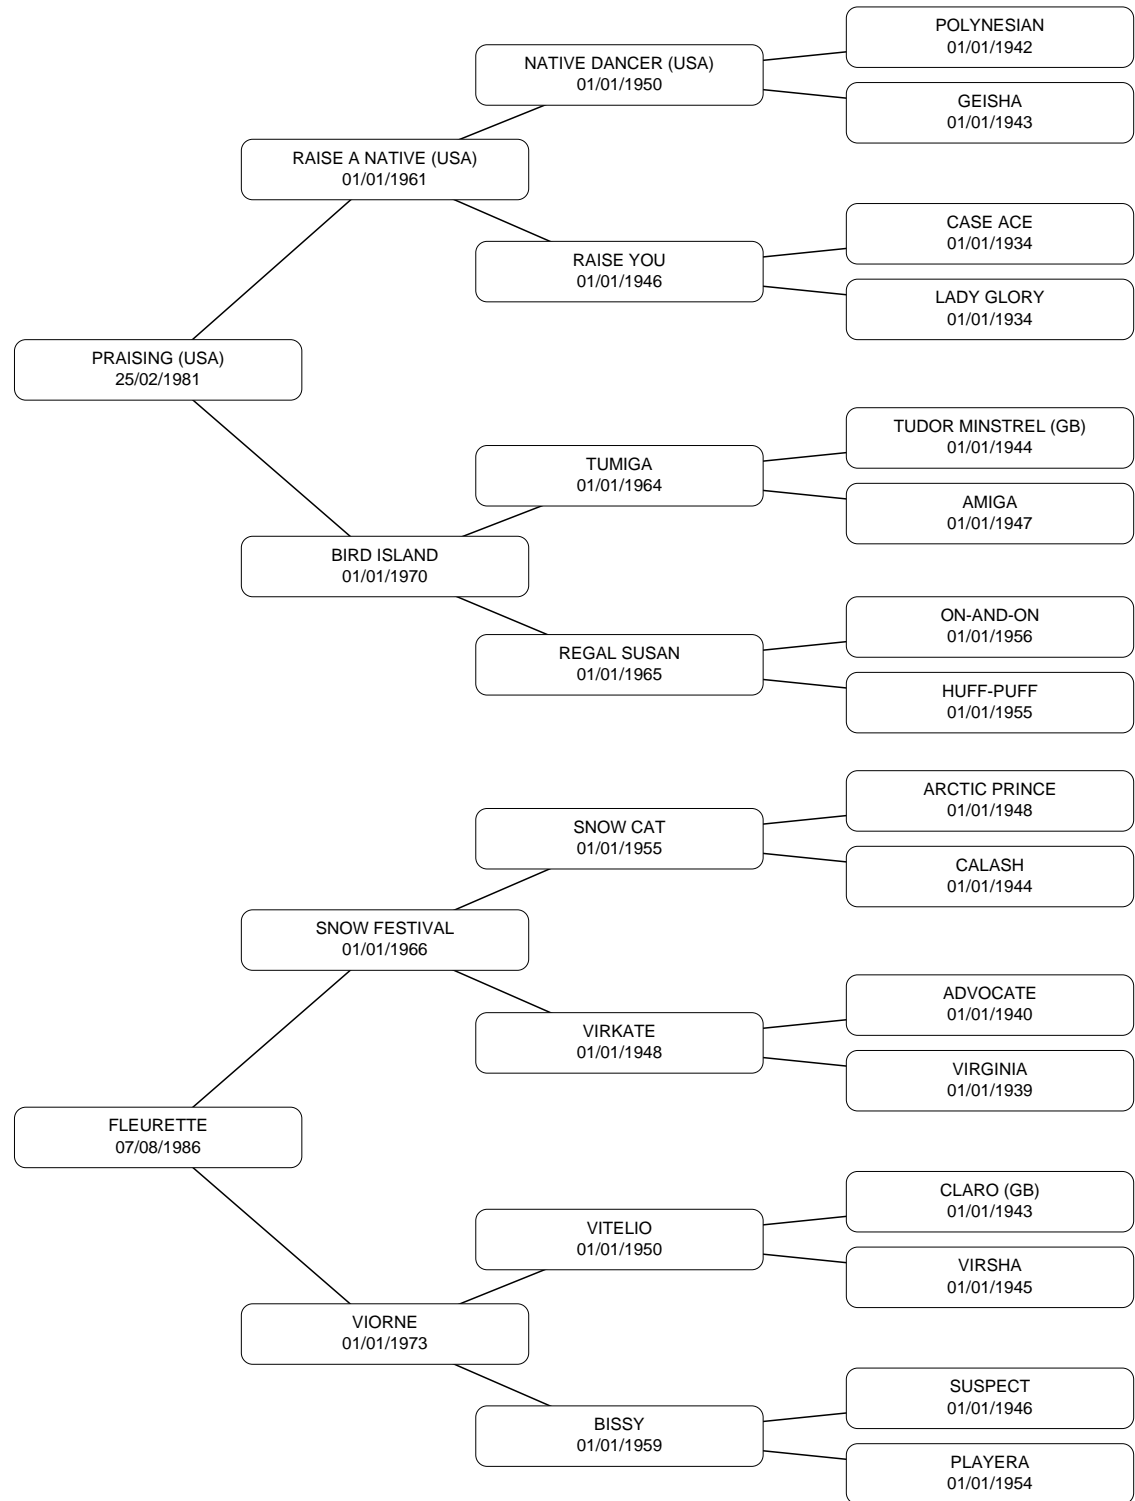 POLYNESIAN
01/01/1942
NATIVE DANCER (USA)
01/01/1950
GEISHA
01/01/1943
RAISE A NATIVE (USA)
01/01/1961
CASE ACE
01/01/1934
RAISE YOU
01/01/1946
LADY GLORY
01/01/1934
PRAISING (USA)
25/02/1981
TUDOR MINSTREL (GB)
01/01/1944
TUMIGA
01/01/1964
AMIGA
01/01/1947
BIRD ISLAND
01/01/1970
ON-AND-ON
01/01/1956
REGAL SUSAN
01/01/1965
HUFF-PUFF
01/01/1955
ARCTIC PRINCE
01/01/1948
SNOW CAT
01/01/1955
CALASH
01/01/1944
SNOW FESTIVAL
01/01/1966
ADVOCATE
01/01/1940
VIRKATE
01/01/1948
VIRGINIA
01/01/1939
FLEURETTE
07/08/1986
CLARO (GB)
01/01/1943
VITELIO
01/01/1950
VIRSHA
01/01/1945
VIORNE
01/01/1973
SUSPECT
01/01/1946
BISSY
01/01/1959
PLAYERA
01/01/1954